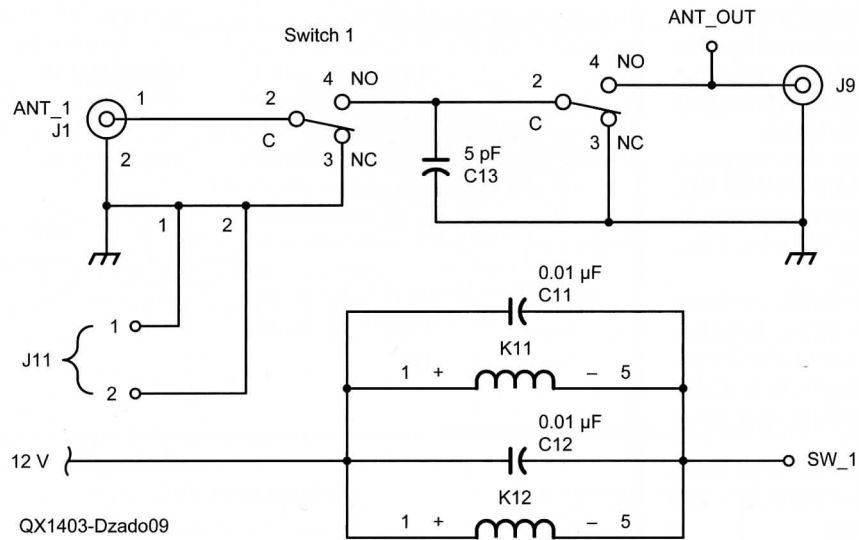 ANT_OUT
Switch 1
4 NO
4 NO
J9
ANT_1
J1
1
2
2
C
2
C
3 NC
3 NC
2
5 pF
C13
1
2
0.01 µF
C11
J11
1
2
K11
1 + – 5
0.01 µF
C12
12 V
SW_1
K12
1 + – 5
QX1403-Dzado09